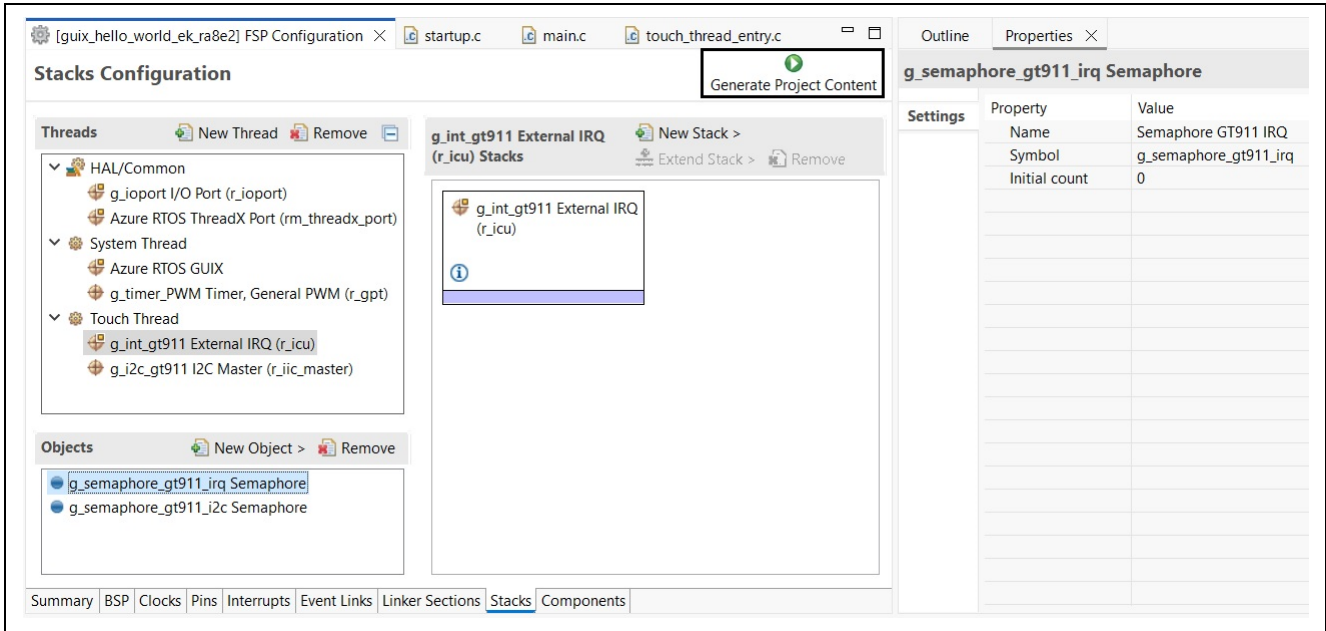 [guix_hello_world_ek_ra8e2] FSP Configuration
startup.c
main.c
touch_thread_entry.c
Stacks Configuration
Generate Project Content
Threads
New Thread
Remove
HAL/Common
g_ioport I/O Port (r_ioport)
Azure RTOS ThreadX Port (rm_threadx_port)
System Thread
Azure RTOS GUIX
g_timer_PWM Timer, General PWM (r_gpt)
Touch Thread
g_int_gt911 External IRQ (r_icu)
g_i2c_gt911 I2C Master (r_iic_master)
Objects
New Object >
Remove
g_semaphore_gt911_irq Semaphore
g_semaphore_gt911_i2c Semaphore
g_int_gt911 External IRQ
(r_icu) Stacks
New Stack >
Extend Stack >
Remove
g_int_gt911 External IRQ
(r_icu)
Summary BSP Clocks Pins Interrupts Event Links Linker Sections Stacks Components
Outline
Properties
g_semaphore_gt911_irq Semaphore
Settings
Property Value
Name Semaphore GT911 IRQ
Symbol g_semaphore_gt911_irq
Initial count 0